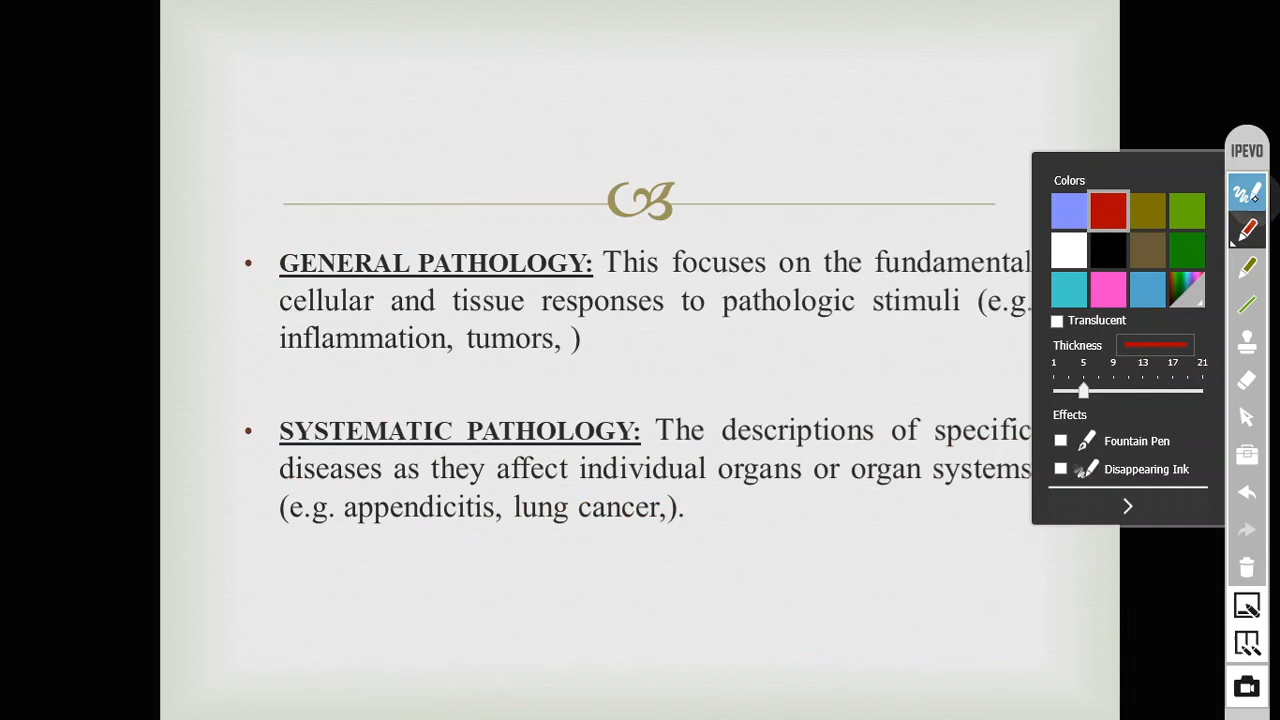 • GENERAL PATHOLOGY: This focuses on the fundamental
cellular and tissue responses to pathologic stimuli (e.g.
inflammation, tumors, )
• SYSTEMATIC PATHOLOGY: The descriptions of specific
diseases as they affect individual organs or organ systems
(e.g. appendicitis, lung cancer,).
IPEVO
Colors
Translucent
Thickness
1 5 9 13 17 21
Effects
Fountain Pen
Disappearing Ink